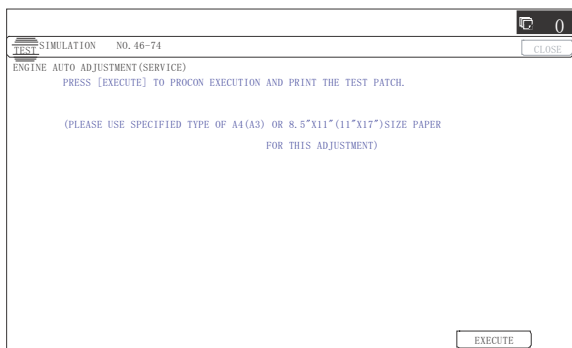 0
TEST SIMULATION NO.46-74
CLOSE
ENGINE AUTO ADJUSTMENT(SERVICE)
PRESS [EXECUTE] TO PROCON EXECUTION AND PRINT THE TEST PATCH.
(PLEASE USE SPECIFIED TYPE OF A4(A3) OR 8.5"X11"(11"X17")SIZE PAPER
FOR THIS ADJUSTMENT)
EXECUTE